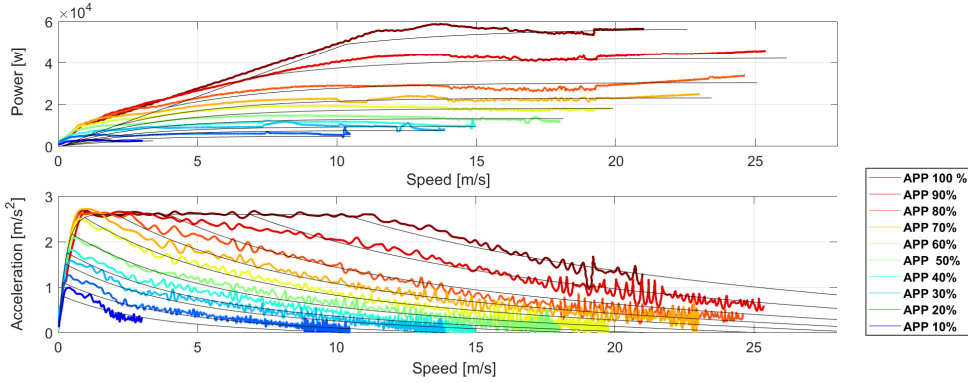 × 10⁴
6
4
2
0
Power [w]
0 5 10 15 20 25
Speed [m/s]
3
2
1
0
Acceleration [m/s²]
0 5 10 15 20 25
Speed [m/s]
APP 100 %
APP 90%
APP 80%
APP 70%
APP 60%
APP 50%
APP 40%
APP 30%
APP 20%
APP 10%